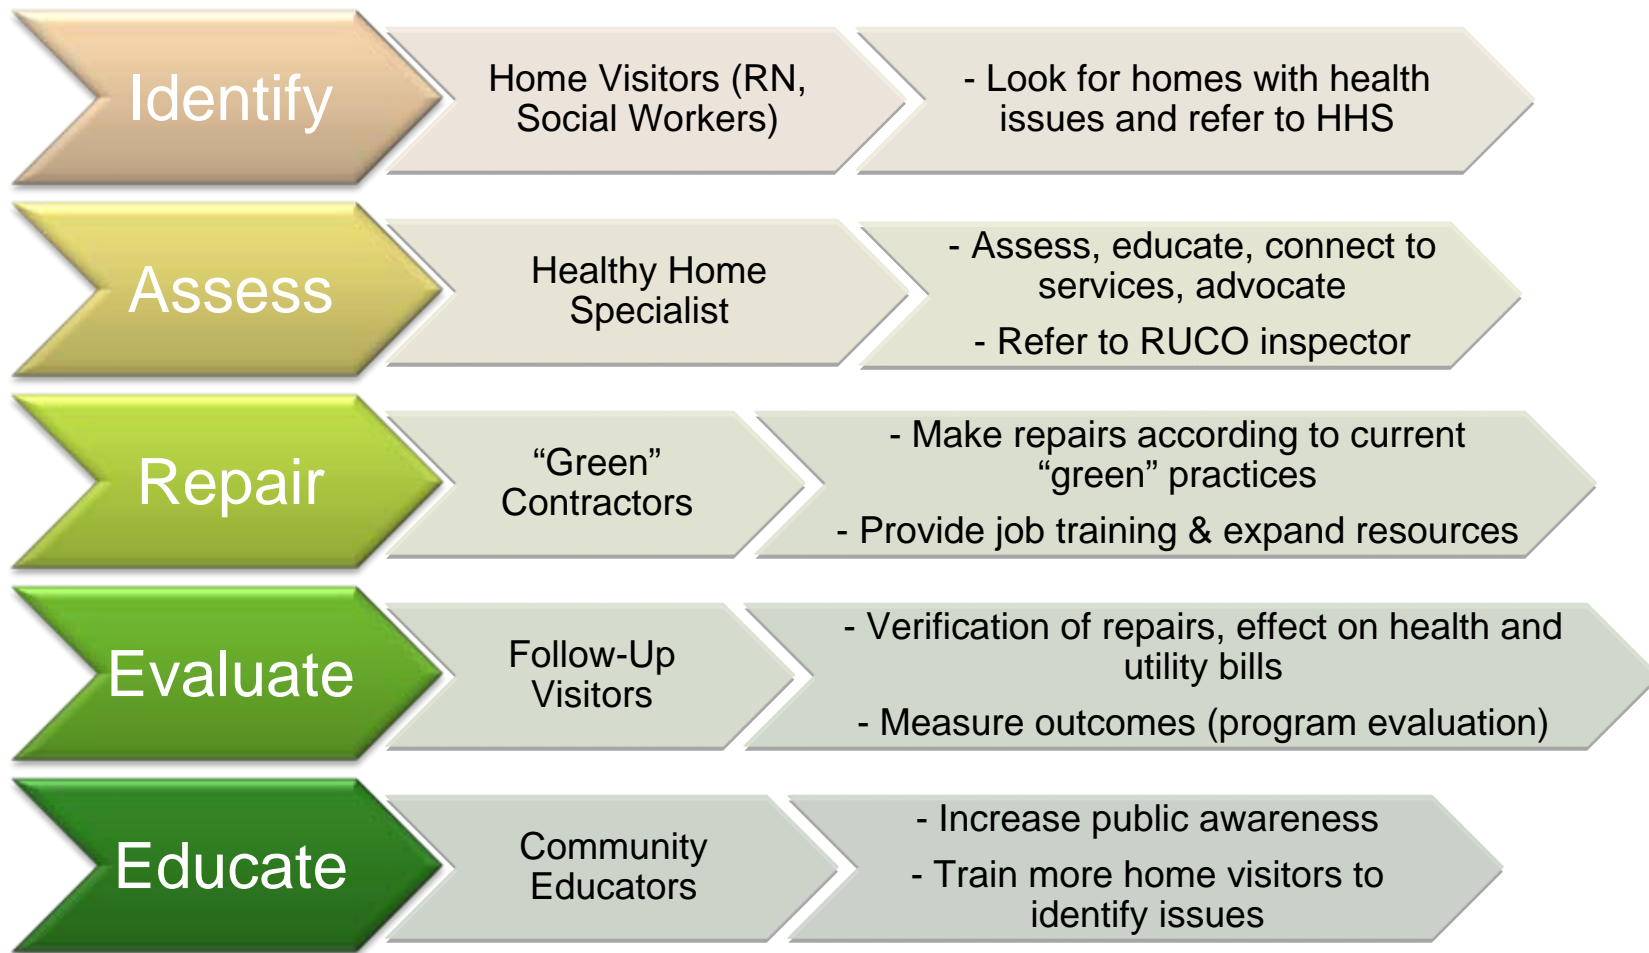 Identify
Home Visitors (RN,
Social Workers)
- Look for homes with health
issues and refer to HHS
Assess
Healthy Home
Specialist
- Assess, educate, connect to
services, advocate
- Refer to RUCO inspector
Repair
“Green”
Contractors
- Make repairs according to current
“green” practices
- Provide job training & expand resources
Evaluate
Follow-Up
Visitors
- Verification of repairs, effect on health and
utility bills
- Measure outcomes (program evaluation)
Educate
Community
Educators
- Increase public awareness
- Train more home visitors to
identify issues